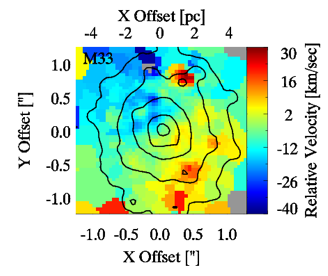 X Offset [pc]
-4 -2 0 2 4
M33
1.0
0.5
0.0
-0.5
-1.0
Y Offset ["]
-1.0 -0.5 0.0 0.5 1.0
X Offset ["]
30
16
2
-12
-26
-40
Relative Velocity [km/sec]